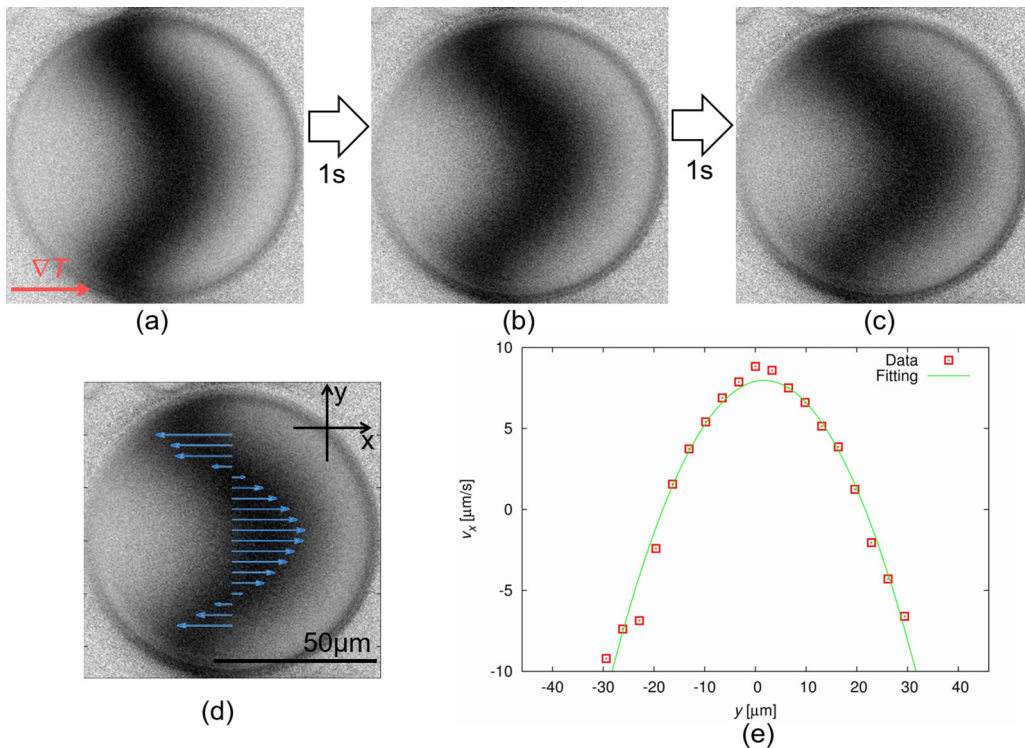 1s
1s
∇T
(a)
(b)
(c)
y
x
50μm
(d)
10
5
0
-5
-10
vx [μm/s]
Data
Fitting
-40
-30
-20
-10
0
10
20
30
40
y [μm]
(e)